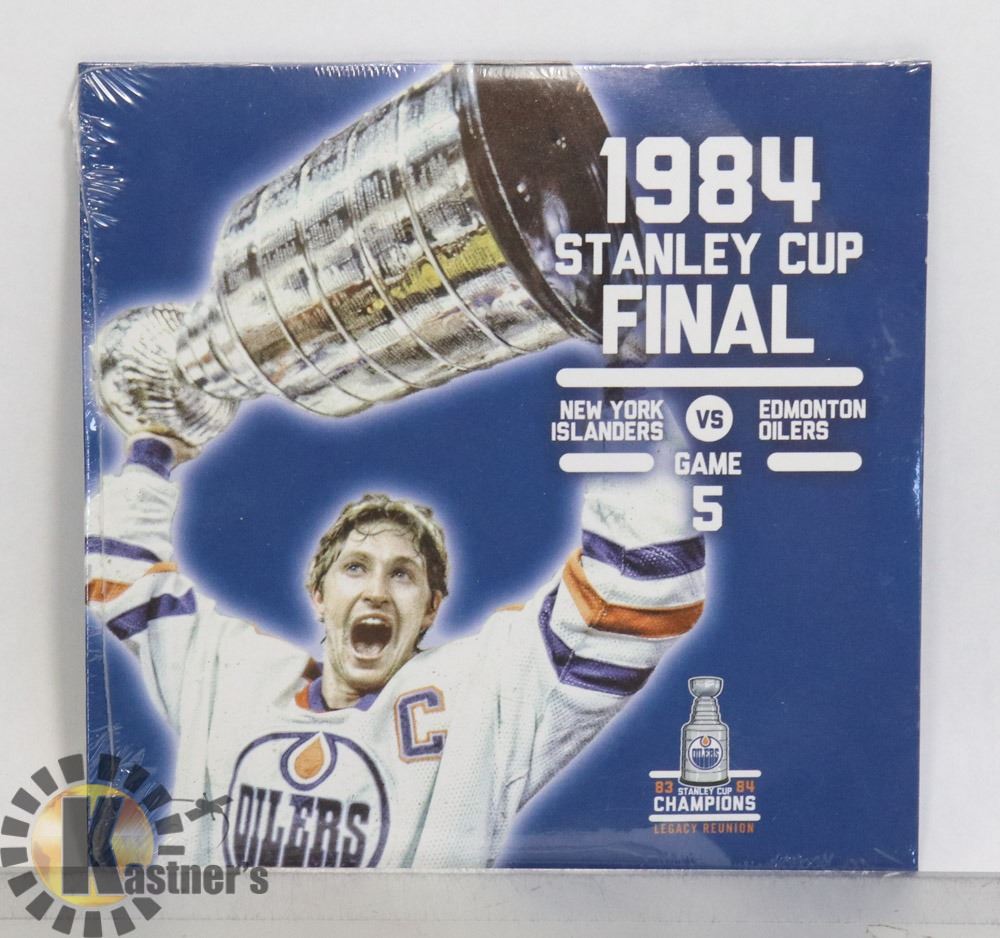 1984
STANLEY CUP
FINAL
NEW YORK
ISLANDERS
VS
EDMONTON
OILERS
GAME
5
C
OILERS
OILERS
83 STANLEY CUP 84
CHAMPIONS
LEGACY REUNION
Kastner's